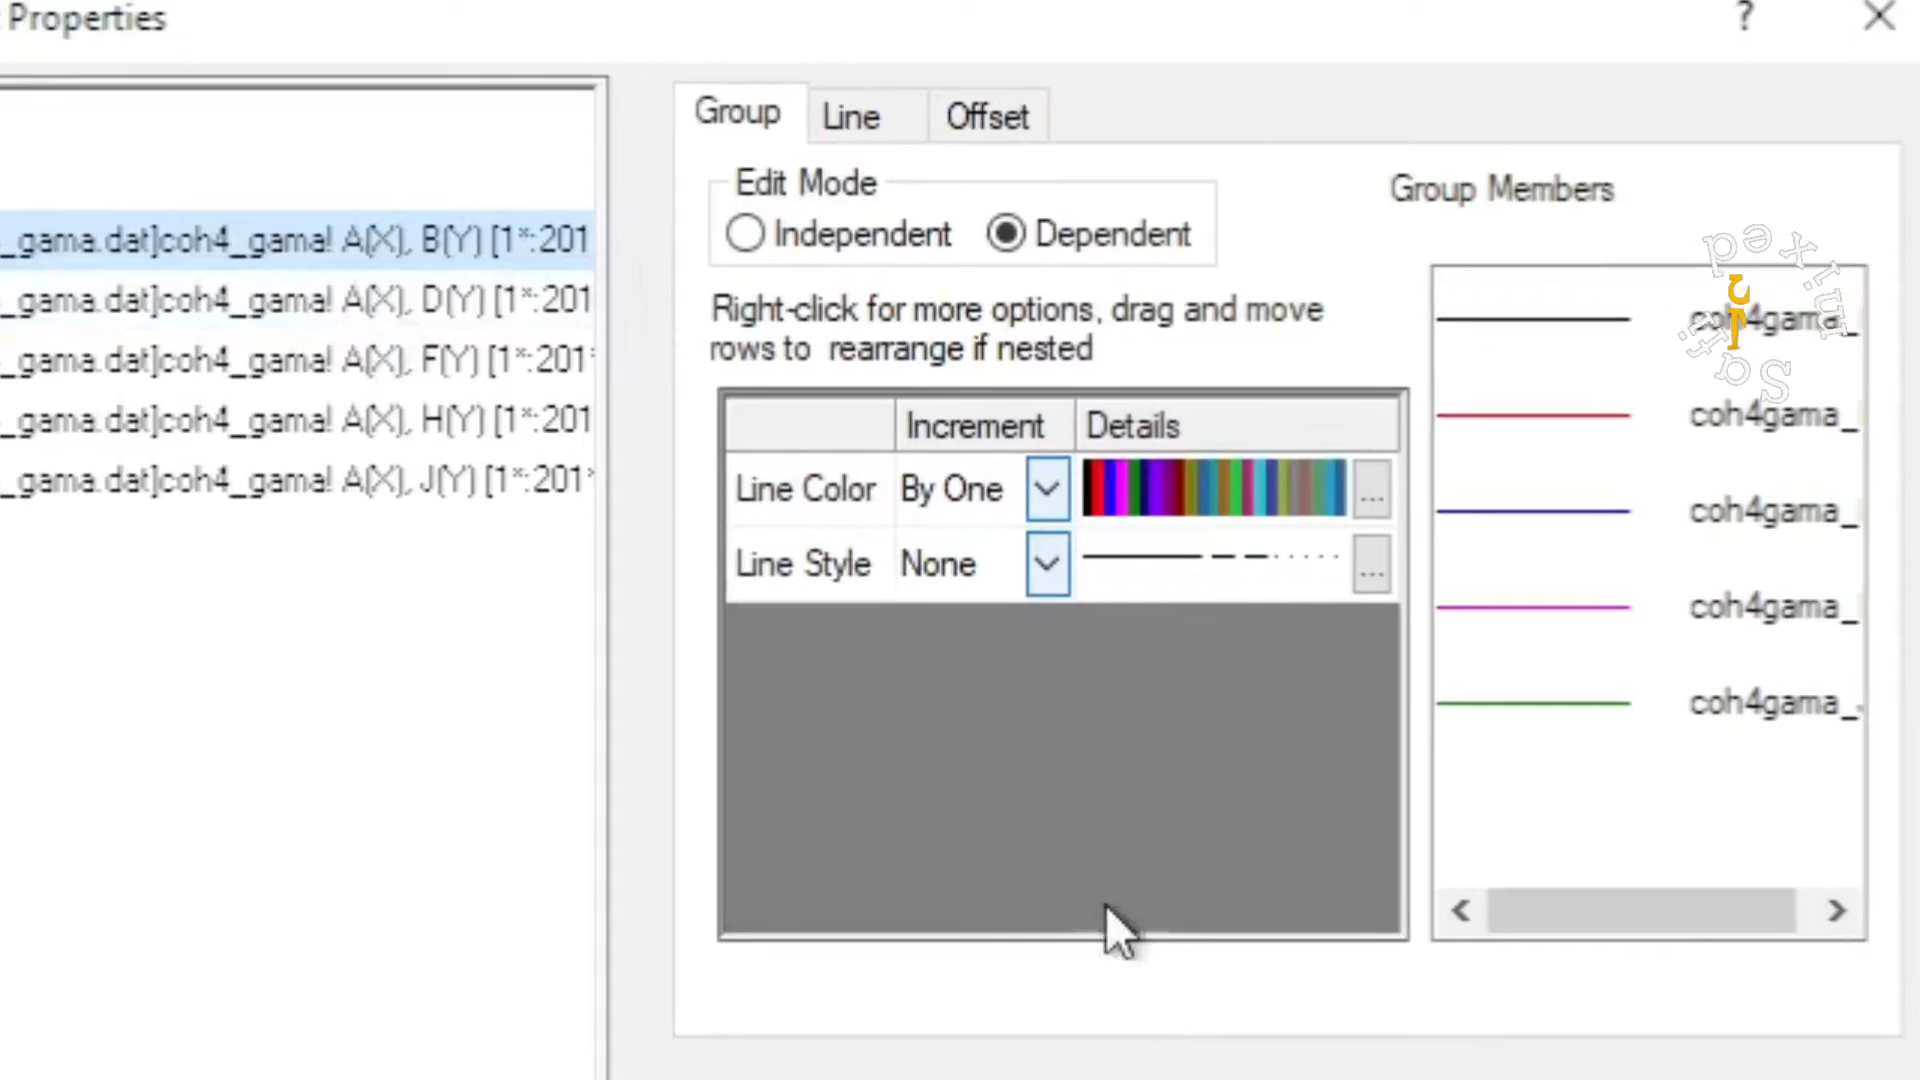 Properties
?
Group Line Offset
Edit Mode
Independent Dependent
Right-click for more options, drag and move
rows to rearrange if nested
Increment Details
Line Color By One ...
Line Style None ...
_gama.dat]coh4_gama! A(X), B(Y) [1*:201
_gama.dat]coh4_gama! A(X), D(Y) [1*:201
_gama.dat]coh4_gama! A(X), F(Y) [1*:201*
_gama.dat]coh4_gama! A(X), H(Y) [1*:201
_gama.dat]coh4_gama! A(X), J(Y) [1*:201*
Group Members
coh4gama_
coh4gama_
coh4gama_
coh4gama_
coh4gama_